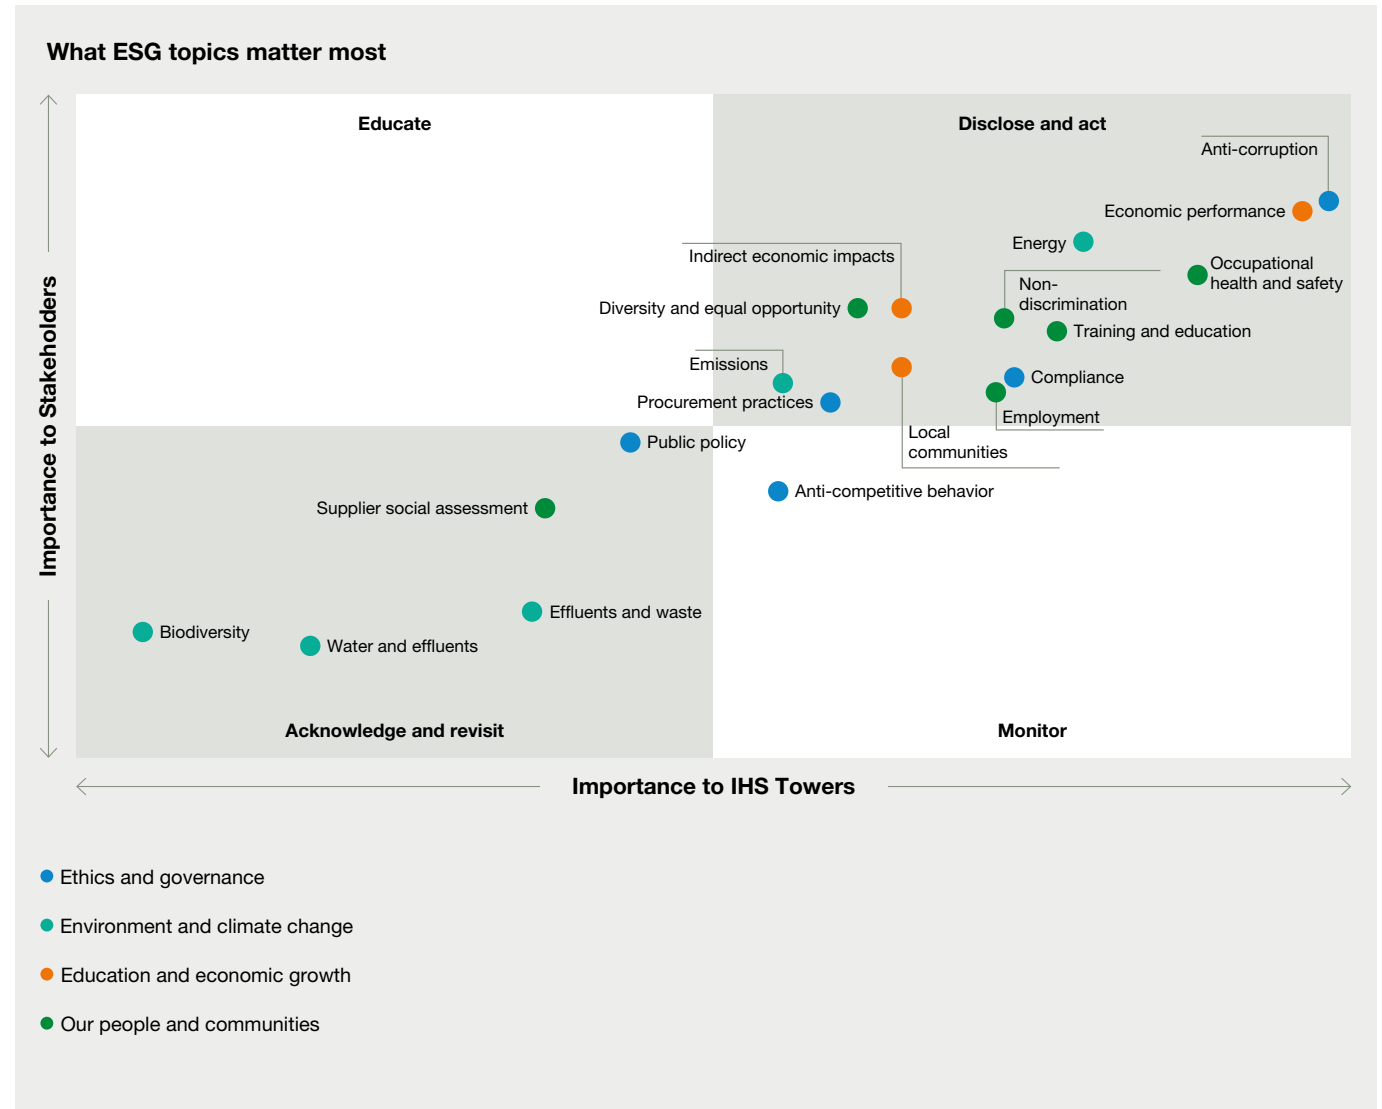 What ESG topics matter most
Educate
Disclose and act
Anti-corruption
Economic performance
Energy
Indirect economic impacts
Occupational
health and safety
Non-
discrimination
Diversity and equal opportunity
Training and education
Emissions
Compliance
Procurement practices
Employment
Local
communities
Public policy
Anti-competitive behavior
Supplier social assessment
Effluents and waste
Biodiversity
Water and effluents
Acknowledge and revisit
Monitor
Importance to Stakeholders
Importance to IHS Towers
Ethics and governance
Environment and climate change
Education and economic growth
Our people and communities